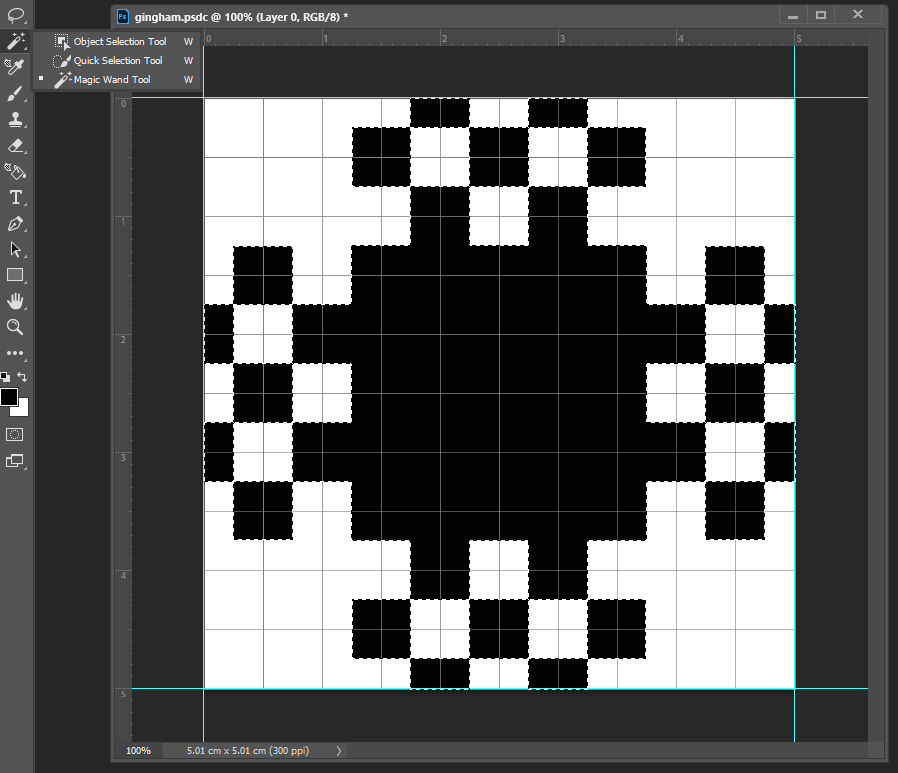 Ps gingham.psdc @ 100% (Layer 0, RGB/8) *
Object Selection Tool W
Quick Selection Tool W
Magic Wand Tool W
0 1 2 3 4 5
0
1
2
3
4
5
T
100% 5.01 cm x 5.01 cm (300 ppi)